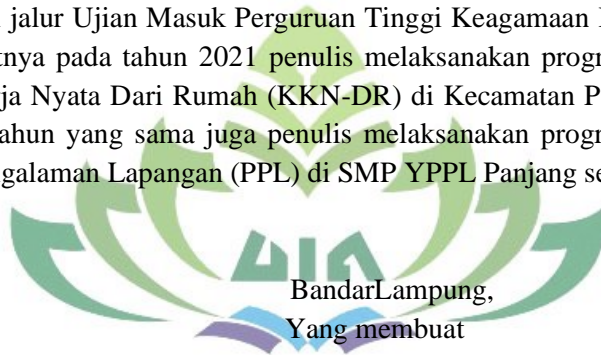 jalur Ujian Masuk Perguruan Tinggi Keagamaan
tnya pada tahun 2021 penulis melaksanakan progr
ja Nyata Dari Rumah (KKN-DR) di Kecamatan P
ahun yang sama juga penulis melaksanakan progr
galaman Lapangan (PPL) di SMP YPPL Panjang se
UIN
BandarLampung,
Yang membuat